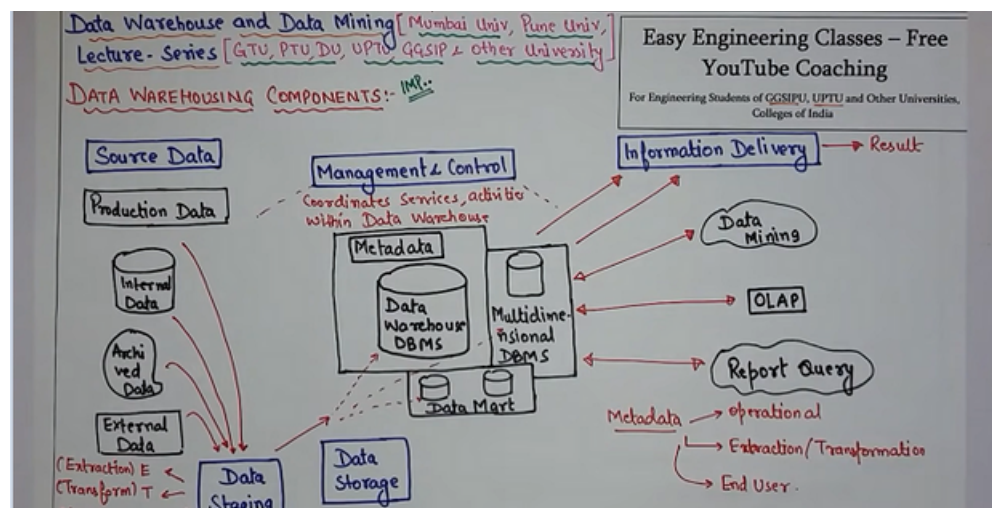 Data Warehouse and Data Mining [Mumbai Univ, Pune Univ,
Lecture-Series [GTU, PTU, DU, UPTU, GGSIP & other University]
DATA WAREHOUSING COMPONENTS:- IMP..
Easy Engineering Classes – Free
YouTube Coaching
For Engineering Students of GGSIPU, UPTU and Other Universities,
Colleges of India
Source Data
Production Data
Internal
Data
Archi
ved
Data
External
Data
(Extraction) E
(Transform) T
Data
Staging
Management & Control
Coordinates Services, activities
within Data Warehouse
Metadata
Data
Warehouse
DBMS
Multidime-
nsional
DBMS
Data Mart
Data
Storage
Information Delivery
Result
Data
Mining
OLAP
Report Query
Metadata
operational
Extraction/Transformation
End User.